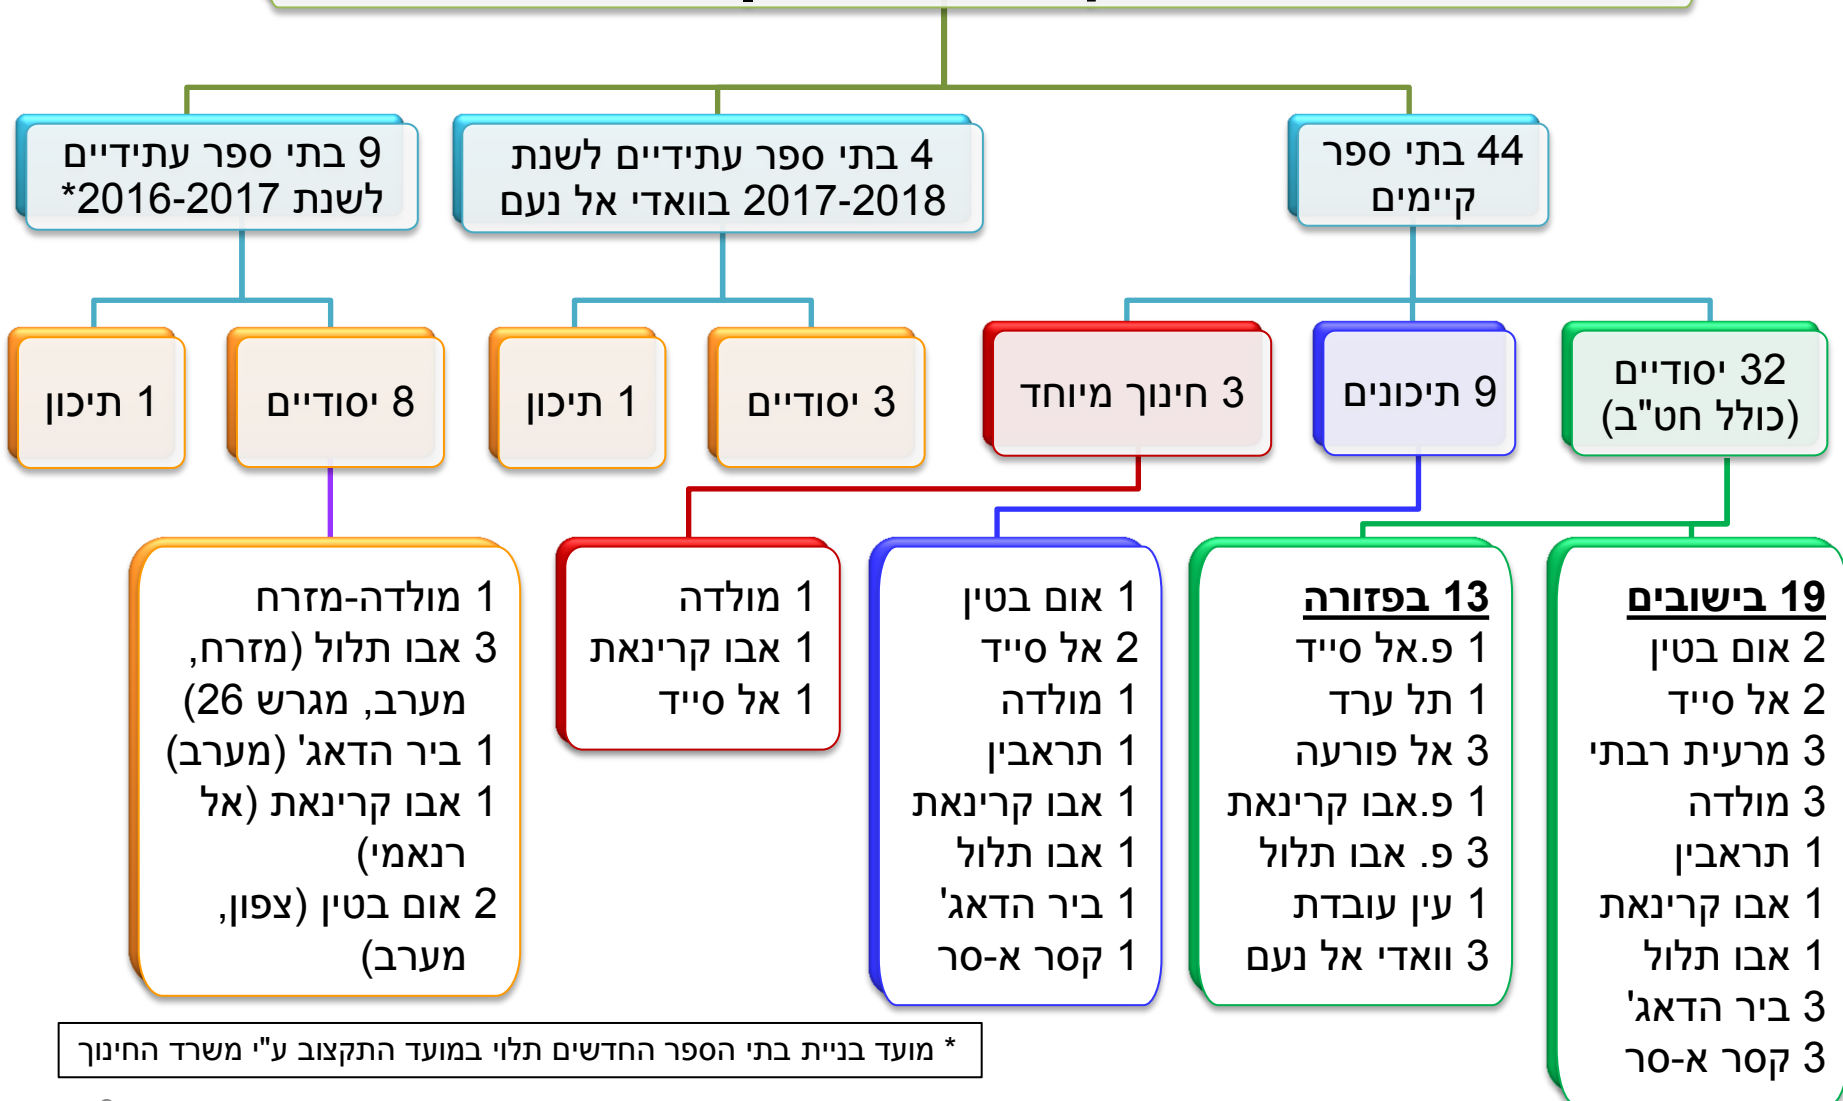 44 בתי ספר
קיימים
4 בתי ספר עתידיים לשנת
2017-2018 בוואדי אל נעם
9 בתי ספר עתידיים
לשנת 2016-2017*
32 יסודיים
(כולל חט"ב)
9 תיכונים
3 חינוך מיוחד
3 יסודיים
1 תיכון
8 יסודיים
1 תיכון
19 בישובים
2 אום בטין
2 אל סייד
3 מרעית רבתי
3 מולדה
1 תראבין
1 אבו קרינאת
1 אבו תלול
3 ביר הדאג'
3 קסר א-סר
13 בפזורה
1 פ.אל סייד
1 תל ערד
3 אל פורעה
1 פ.אבו קרינאת
3 פ. אבו תלול
1 עין עובדת
3 וואדי אל נעם
1 אום בטין
2 אל סייד
1 מולדה
1 תראבין
1 אבו קרינאת
1 אבו תלול
1 ביר הדאג'
1 קסר א-סר
1 מולדה
1 אבו קרינאת
1 אל סייד
1 מולדה-מזרח
3 אבו תלול (מזרח,
מערב, מגרש 26)
1 ביר הדאג' (מערב)
1 אבו קרינאת (אל
רנאמי)
2 אום בטין (צפון,
מערב)
* מועד בניית בתי הספר החדשים תלוי במועד התקצוב ע"י משרד החינוך